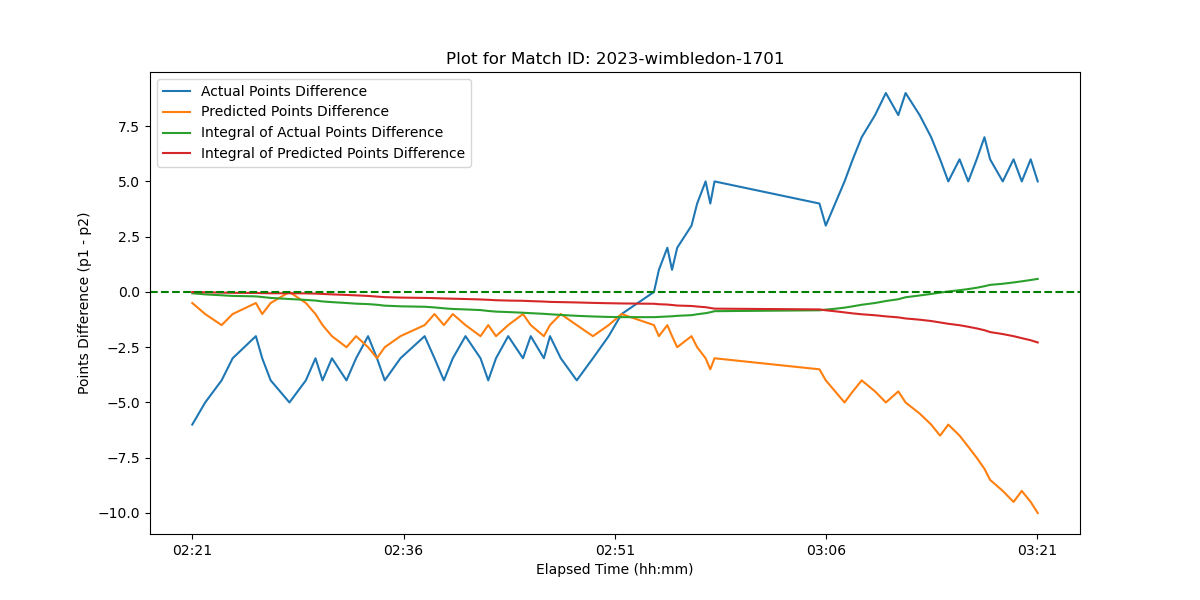 Plot for Match ID: 2023-wimbledon-1701
Actual Points Difference
Predicted Points Difference
Integral of Actual Points Difference
Integral of Predicted Points Difference
Points Difference (p1 - p2)
7.5
5.0
2.5
0.0
−2.5
−5.0
−7.5
−10.0
02:21
02:36
02:51
03:06
03:21
Elapsed Time (hh:mm)